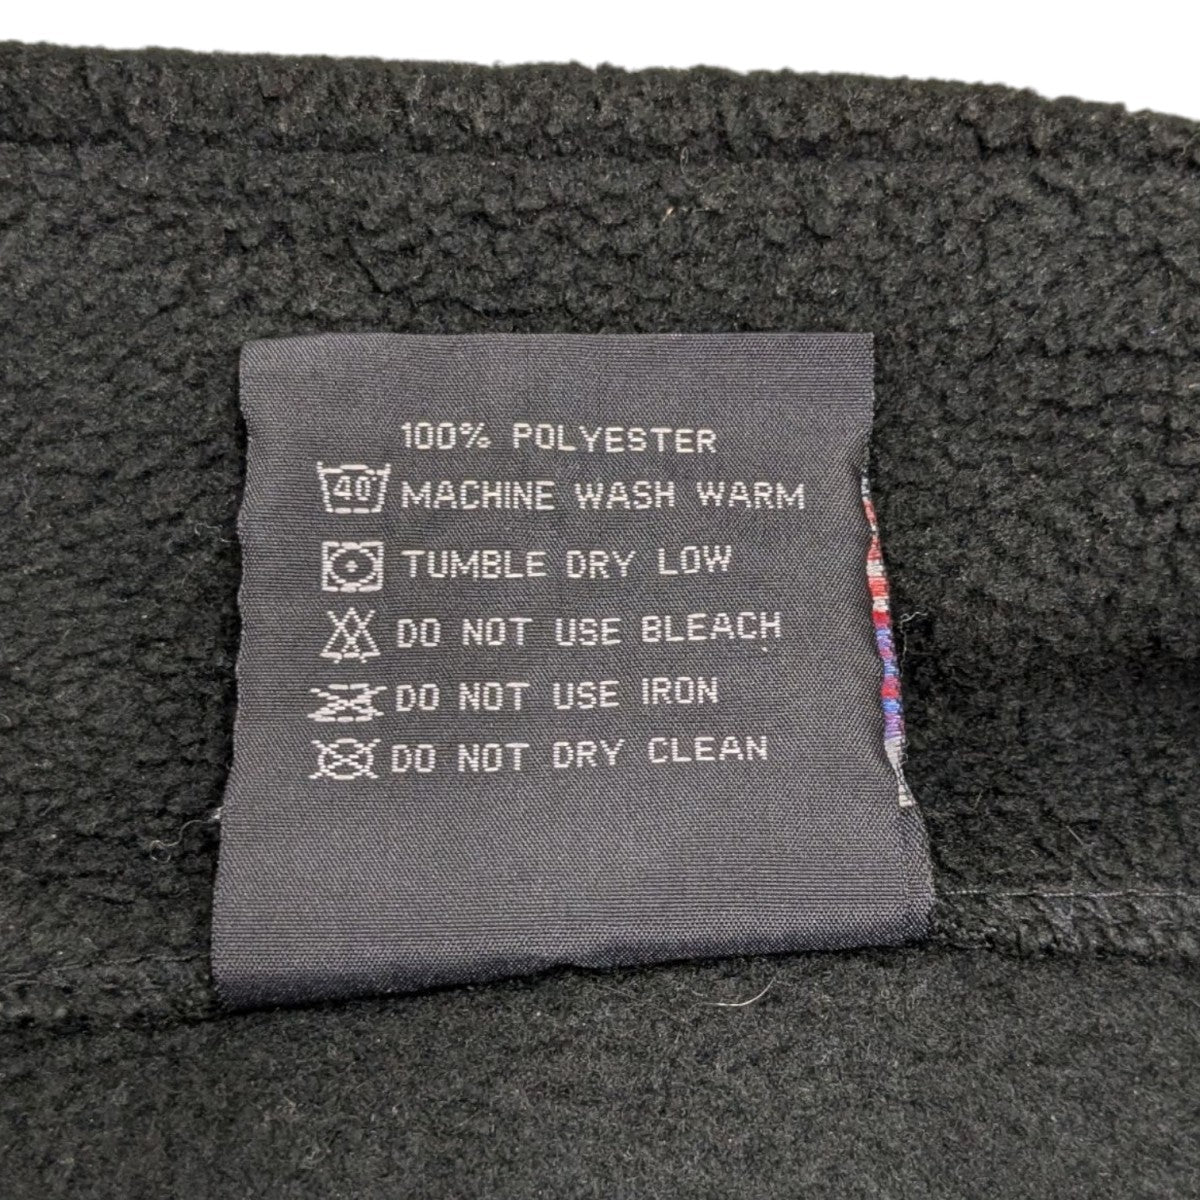 100% POLYESTER
40° MACHINE WASH WARM
TUMBLE DRY LOW
DO NOT USE BLEACH
DO NOT USE IRON
DO NOT DRY CLEAN